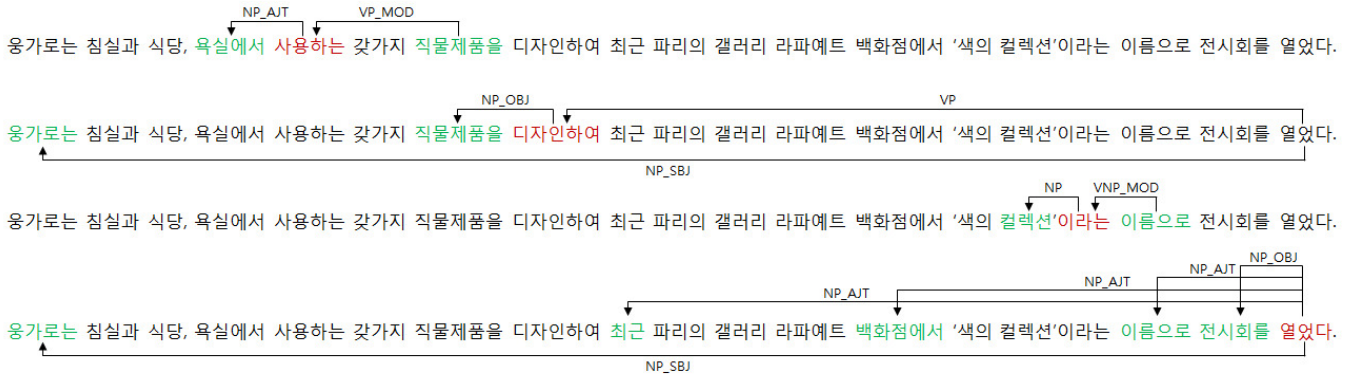 NP_AJT VP_MOD
웅가로는 침실과 식당, 욕실에서 사용하는 갖가지 직물제품을 디자인하여 최근 파리의 갤러리 라파예트 백화점에서 '색의 컬렉션'이라는 이름으로 전시회를 열었다.
NP_OBJ VP
웅가로는 침실과 식당, 욕실에서 사용하는 갖가지 직물제품을 디자인하여 최근 파리의 갤러리 라파예트 백화점에서 '색의 컬렉션'이라는 이름으로 전시회를 열었다.
NP_SBJ
NP VNP_MOD
웅가로는 침실과 식당, 욕실에서 사용하는 갖가지 직물제품을 디자인하여 최근 파리의 갤러리 라파예트 백화점에서 '색의 컬렉션'이라는 이름으로 전시회를 열었다.
NP_OBJ
NP_AJT
NP_AJT
NP_AJT
웅가로는 침실과 식당, 욕실에서 사용하는 갖가지 직물제품을 디자인하여 최근 파리의 갤러리 라파예트 백화점에서 '색의 컬렉션'이라는 이름으로 전시회를 열었다.
NP_SBJ